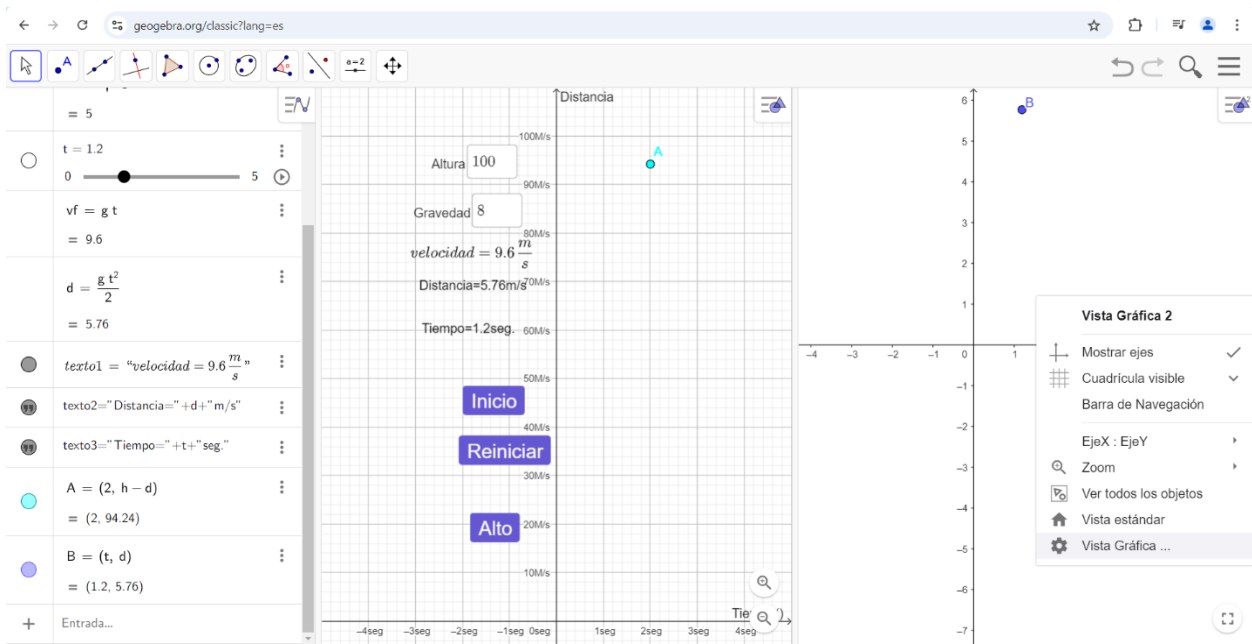 geogebra.org/classic?lang=es
A
a=2
= 5
t = 1.2
0 5
vf = g t
= 9.6
d = g t² / 2
= 5.76
texto1 = “velocidad = 9.6 m/s”
texto2="Distancia="+d+"m/s"
texto3="Tiempo="+t+"seg."
A = (2, h − d)
= (2, 94.24)
B = (t, d)
= (1.2, 5.76)
Entrada...
Distancia
100M/s
90M/s
80M/s
70M/s
60M/s
50M/s
40M/s
30M/s
20M/s
10M/s
Altura 100
Gravedad 8
velocidad = 9.6 m/s
Distancia=5.76m/s
Tiempo=1.2seg.
Inicio
Reiniciar
Alto
A
−4seg −3seg −2seg −1seg 0seg 1seg 2seg 3seg 4seg
B
2
6
5
4
3
2
1
−4 −3 −2 −1 0 1
−1
−2
−3
−4
−5
−6
−7
Vista Gráfica 2
Mostrar ejes
Cuadrícula visible
Barra de Navegación
EjeX : EjeY
Zoom
Ver todos los objetos
Vista estándar
Vista Gráfica ...